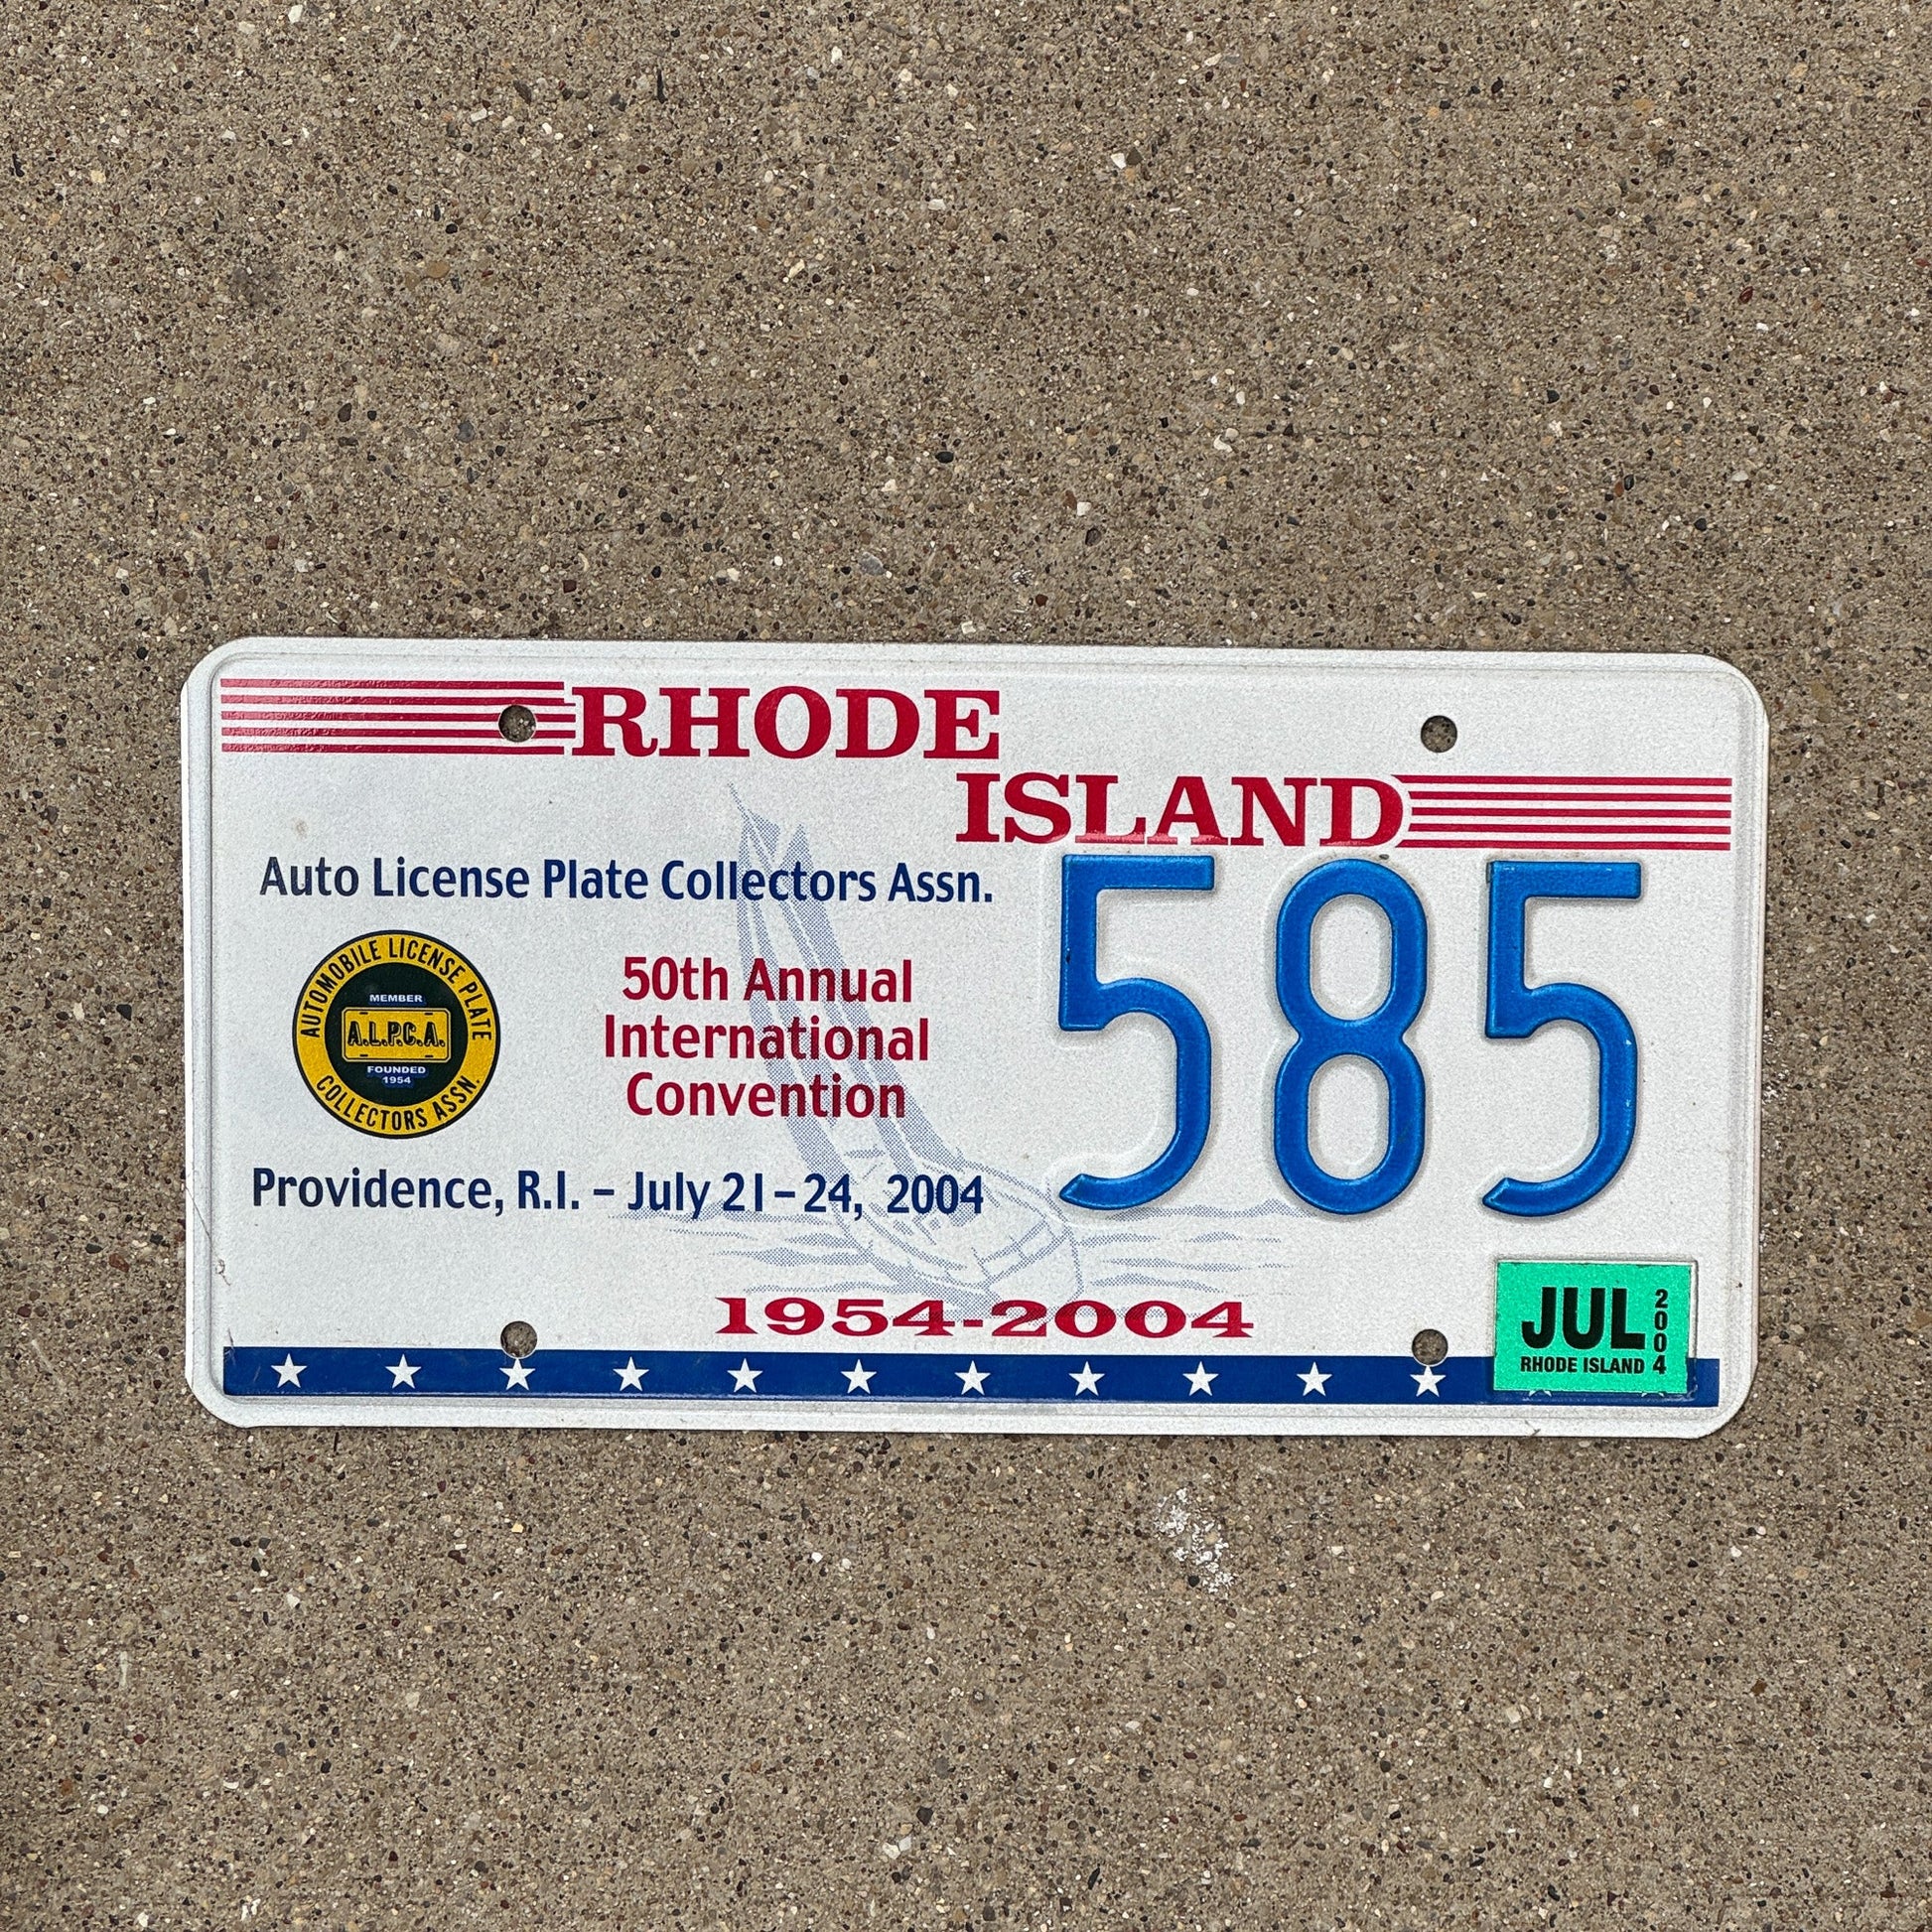 RHODE
ISLAND
Auto License Plate Collectors Assn.
AUTOMOBILE LICENSE PLATE
MEMBER
A.L.P.C.A.
FOUNDED
1954
COLLECTORS ASSN.
50th Annual
International
Convention
585
Providence, R.I. – July 21–24, 2004
1954-2004
JUL
2004
RHODE ISLAND